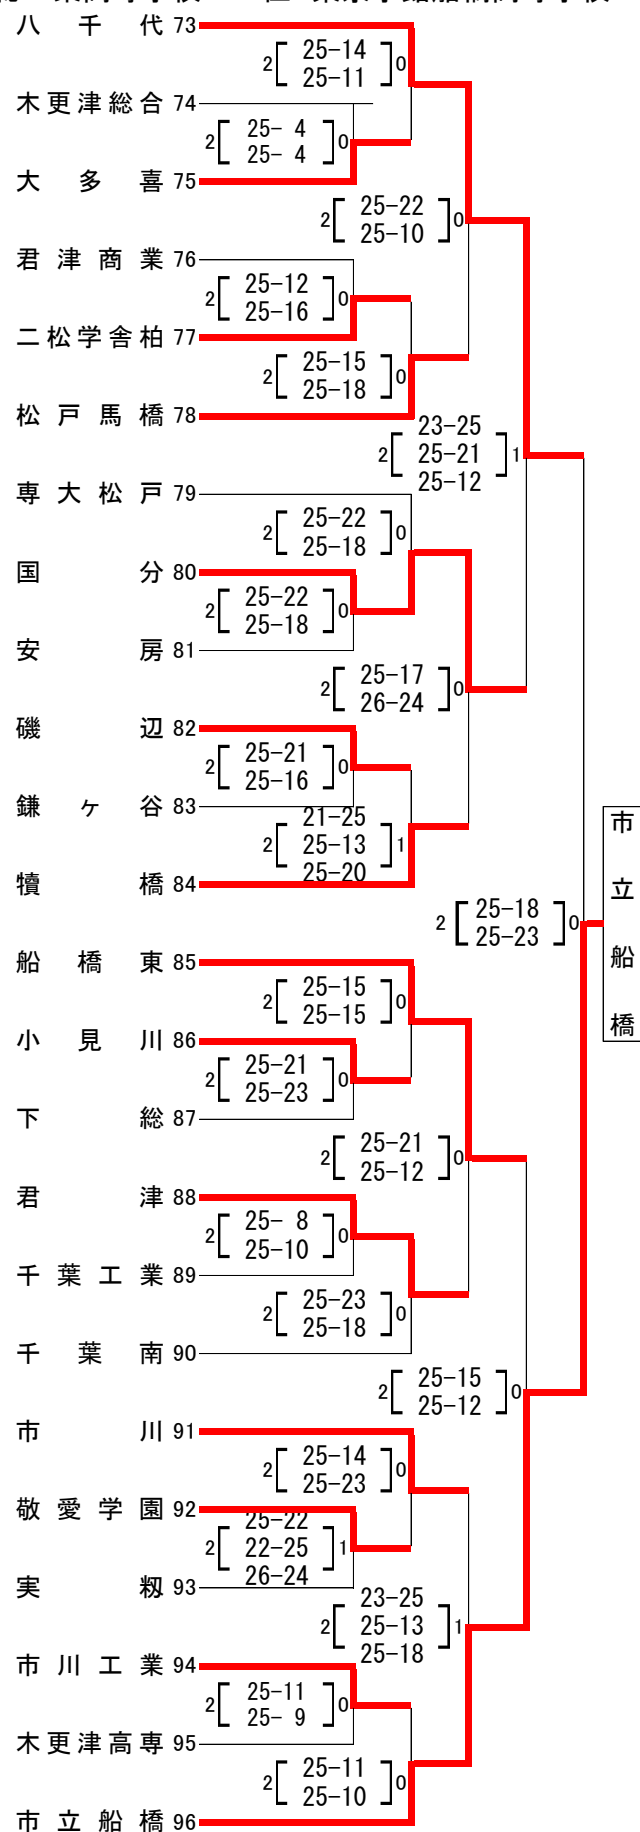 八千代 73
2 25-14 0
25-11
木更津総合 74
2 25- 4 0
25- 4
大多喜 75
2 25-22 0
25-10
君津商業 76
2 25-12 0
25-16
二松学舎柏 77
2 25-15 0
25-18
松戸馬橋 78
23-25
2 25-21 1
25-12
専大松戸 79
2 25-22 0
25-18
国分 80
2 25-22 0
25-18
安房 81
2 25-17 0
26-24
磯辺 82
2 25-21 0
25-16
鎌ヶ谷 83
21-25
2 25-13 1
25-20
犢橋 84
2 25-18 0
25-23
市立船橋
船橋東 85
2 25-15 0
25-15
小見川 86
2 25-21 0
25-23
下総 87
2 25-21 0
25-12
君津 88
2 25- 8 0
25-10
千葉工業 89
2 25-23 0
25-18
千葉南 90
2 25-15 0
25-12
市川 91
2 25-14 0
25-23
敬愛学園 92
25-22
2 22-25 1
26-24
実籾 93
23-25
2 25-13 1
25-18
市川工業 94
2 25-11 0
25- 9
木更津高専 95
2 25-11 0
25-10
市立船橋 96